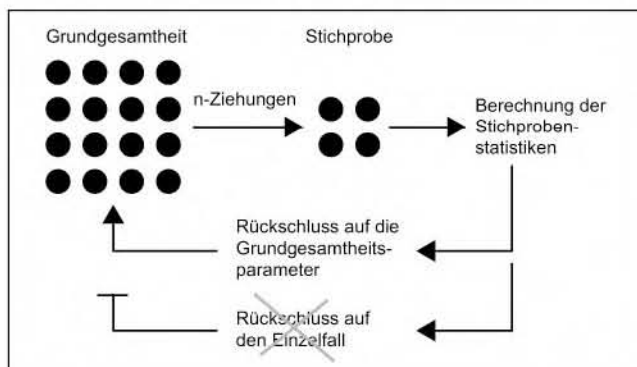 Grundgesamtheit
Stichprobe
n-Ziehungen
Berechnung der
Stichproben-
statistiken
Rückschluss auf die
Grundgesamtheits-
parameter
Rückschluss auf
den Einzelfall